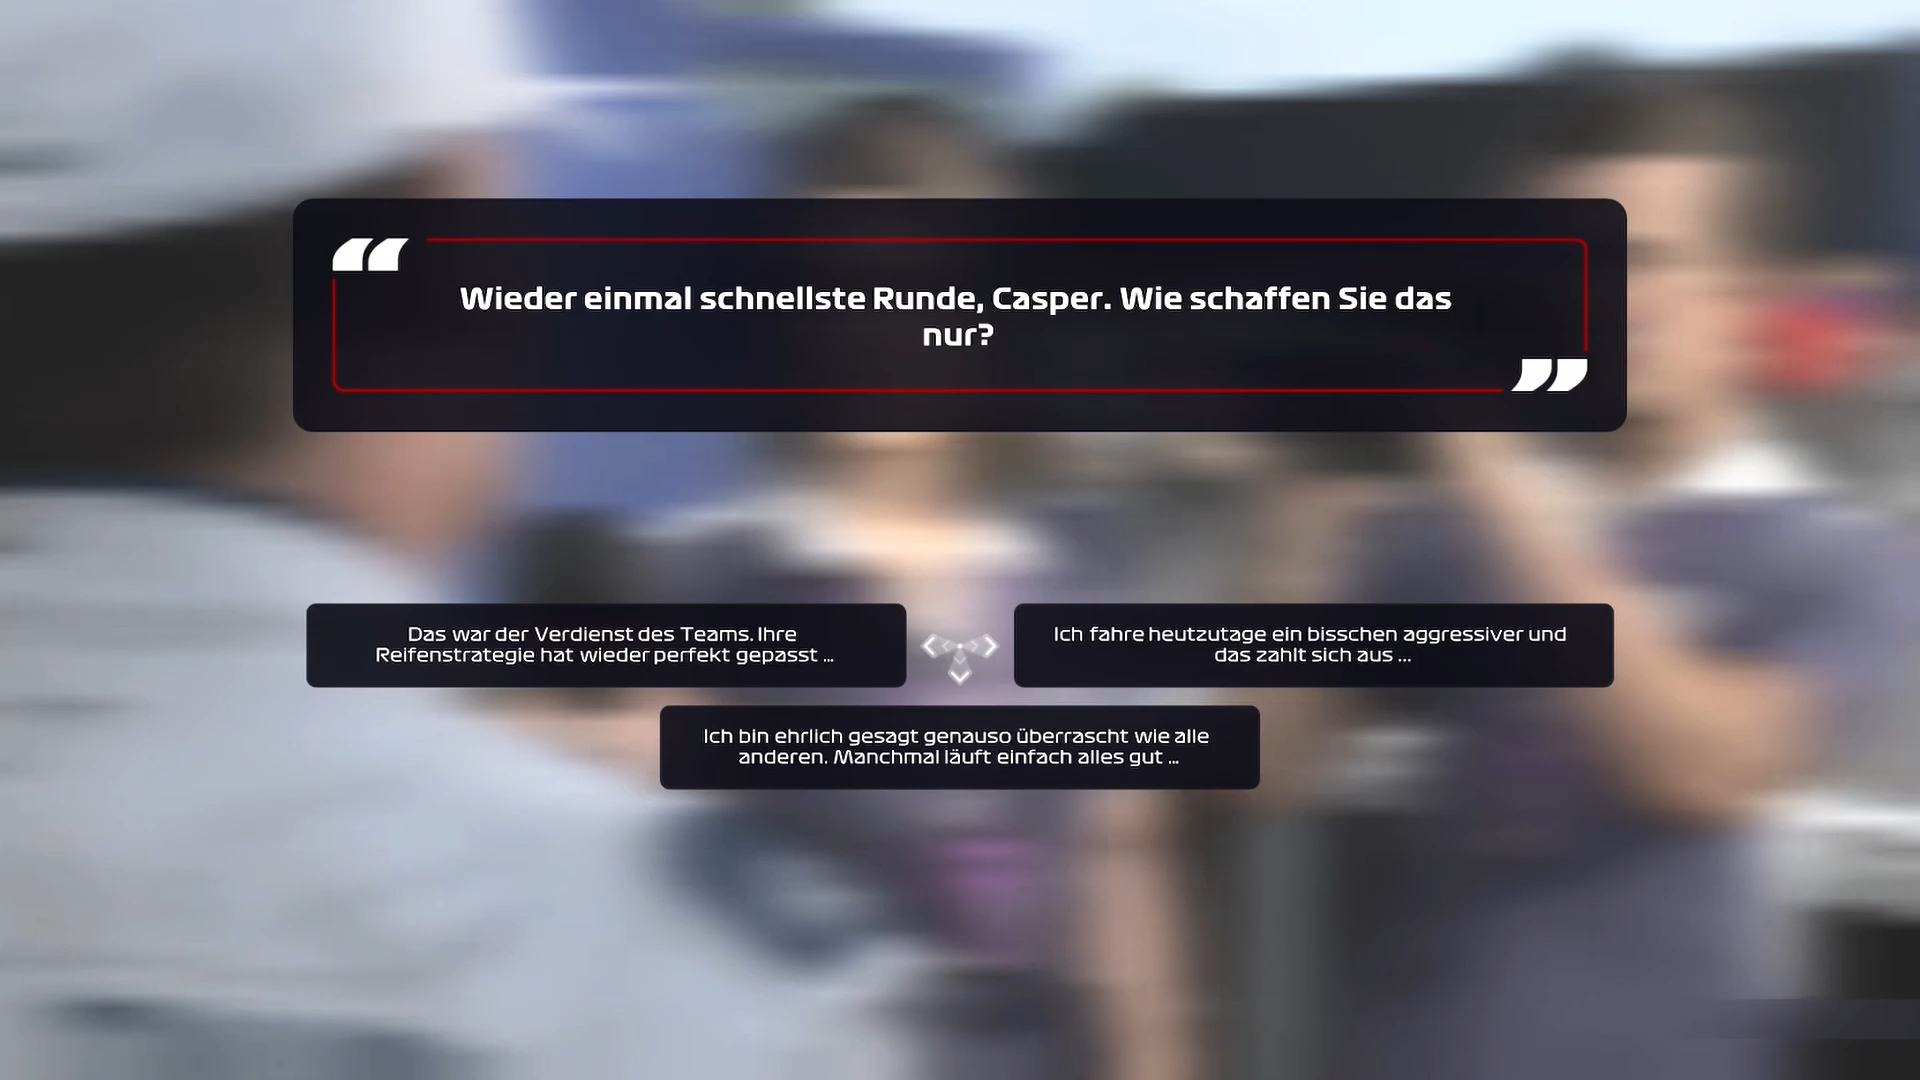 Wieder einmal schnellste Runde, Casper. Wie schaffen Sie das
nur?
Das war der Verdienst des Teams. Ihre
Reifenstrategie hat wieder perfekt gepasst ...
Ich fahre heutzutage ein bisschen aggressiver und
das zahlt sich aus ...
Ich bin ehrlich gesagt genauso überrascht wie alle
anderen. Manchmal läuft einfach alles gut ...